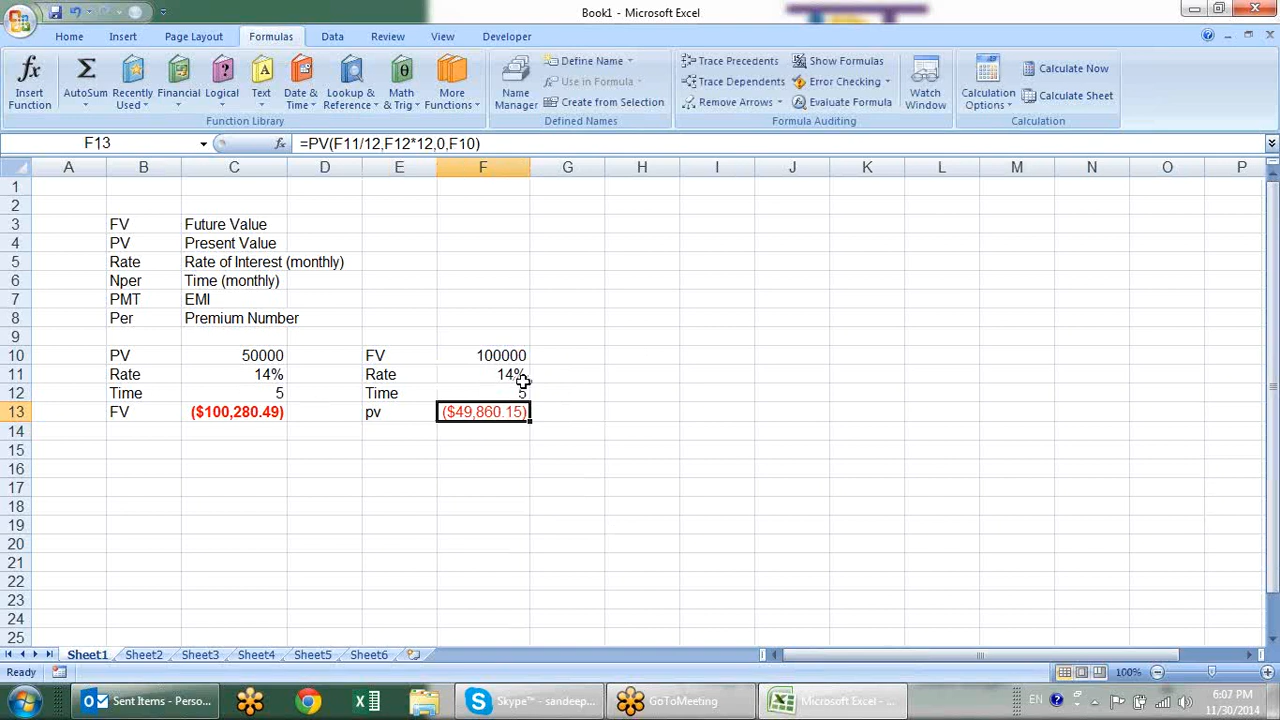 Book1 - Microsoft Excel
Home Insert Page Layout Formulas Data Review View Developer
Insert Function
AutoSum
Recently Used
Financial
Logical
Text
Date & Time
Lookup & Reference
Math & Trig
More Functions
Function Library
Name Manager
Define Name
Use in Formula
Create from Selection
Defined Names
Trace Precedents
Trace Dependents
Remove Arrows
Show Formulas
Error Checking
Evaluate Formula
Formula Auditing
Watch Window
Calculation Options
Calculate Now
Calculate Sheet
Calculation
F13 fx =PV(F11/12,F12*12,0,F10)
A B C D E F G H I J K L M N O P
1
2
3 FV Future Value
4 PV Present Value
5 Rate Rate of Interest (monthly)
6 Nper Time (monthly)
7 PMT EMI
8 Per Premium Number
9
10 PV 50000 FV 100000
11 Rate 14% Rate 14%
12 Time 5 Time 5
13 FV ($100,280.49) pv ($49,860.15)
14
15
16
17
18
19
20
21
22
23
24
25
Sheet1 Sheet2 Sheet3 Sheet4 Sheet5 Sheet6
Ready 100%
Sent Items - Perso... Skype™ - sandeep... GoToMeeting Microsoft Excel - ... EN 6:07 PM
11/30/2014